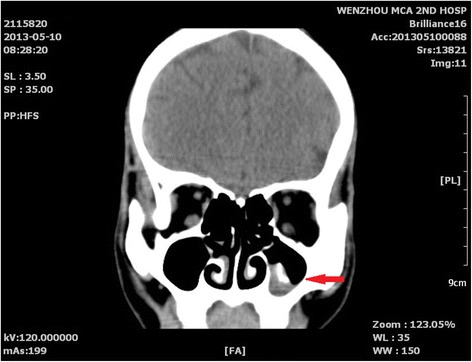 2115820
2013-05-10
08:28:20
SL : 3.50
SP : 35.00
PP:HFS
WENZHOU MCA 2ND HOSP
Brilliance16
Acc:201305100088
Srs:13821
Img:11
[PL]
9cm
kV:120.000000
mAs:199
[FA]
Zoom : 123.05%
WL : 35
WW : 150